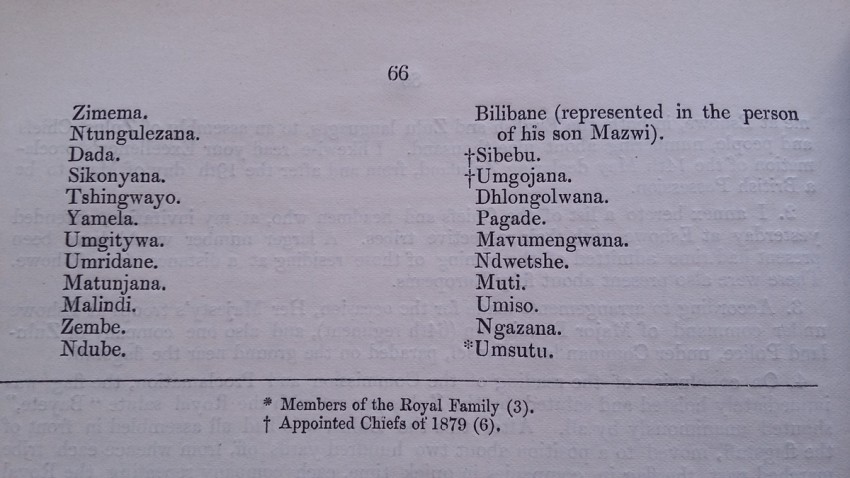 66
Zimema.
Ntungulezana.
Dada.
Sikonyana.
Tshingwayo.
Yamela.
Umgitywa.
Umridane.
Matunjana.
Malindi.
Zembe.
Ndube.
Bilibane (represented in the person
of his son Mazwi).
†Sibebu.
†Umgojana.
Dhlongolwana.
Pagade.
Mavumengwana.
Ndwetshe.
Muti.
Umiso.
Ngazana.
*Umsutu.
* Members of the Royal Family (3).
† Appointed Chiefs of 1879 (6).